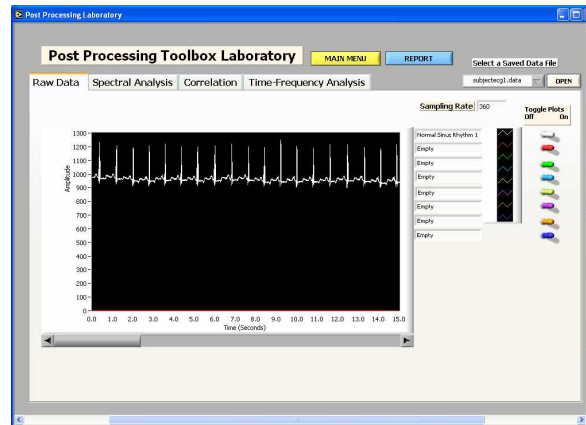 Post Processing Laboratory
Post Processing Toolbox Laboratory
MAIN MENU
REPORT
Select a Saved Data File
subjectecg1.data
OPEN
Raw Data
Spectral Analysis
Correlation
Time-Frequency Analysis
Sampling Rate 360
Toggle Plots
Off On
Normal Sinus Rhythm 1
Empty
Empty
Empty
Empty
Empty
Empty
Empty
Amplitude
1300
1200
1100
1000
900
800
700
600
500
400
300
200
100
0
0.0 1.0 2.0 3.0 4.0 5.0 6.0 7.0 8.0 9.0 10.0 11.0 12.0 13.0 14.0 15.0
Time (Seconds)